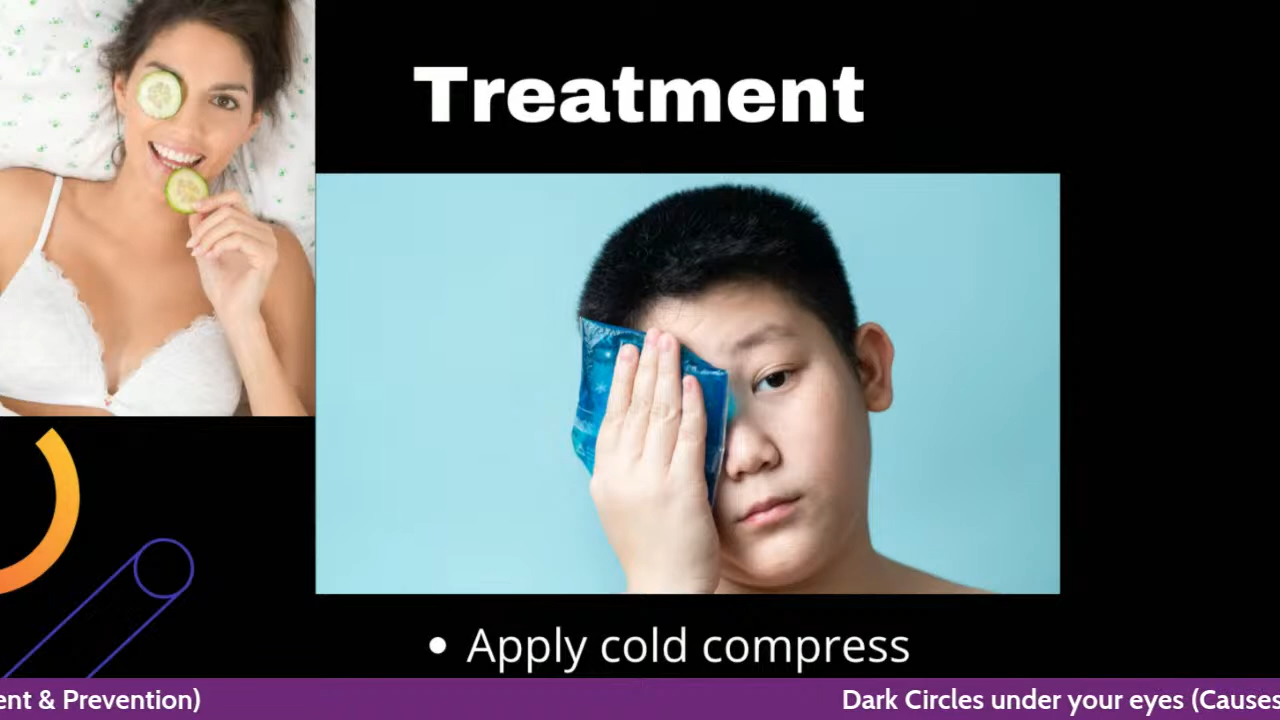 Treatment
• Apply cold compress
ent & Prevention) Dark Circles under your eyes (Causes